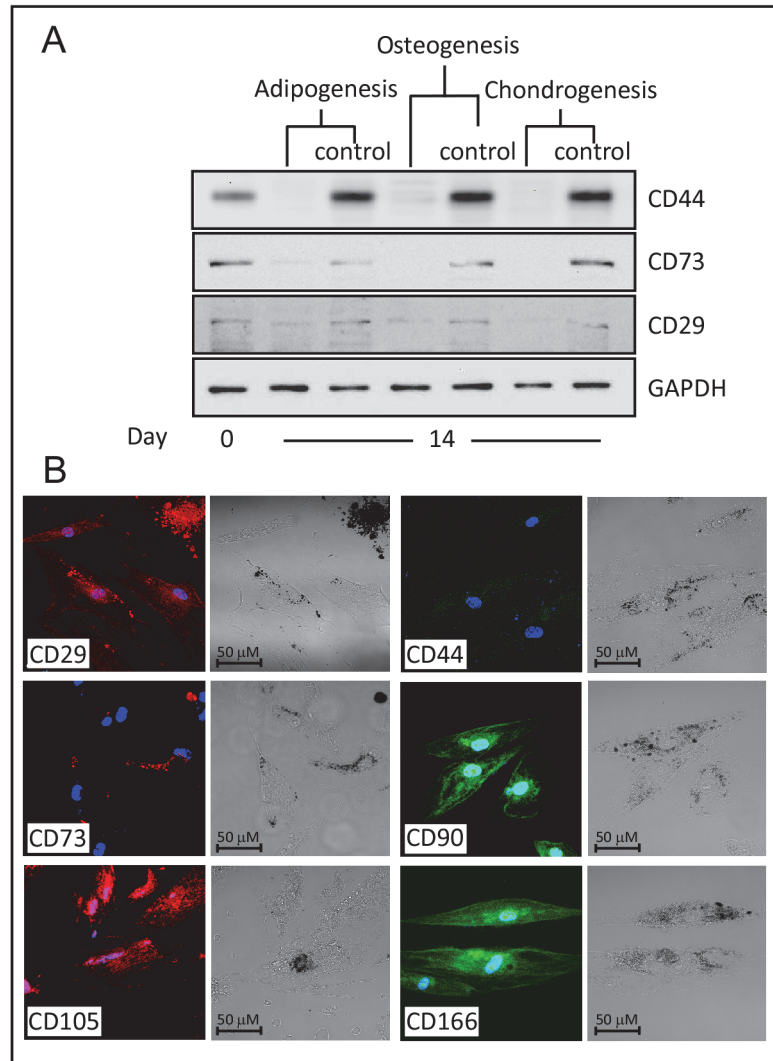 A
Osteogenesis
Adipogenesis
Chondrogenesis
control control control
CD44
CD73
CD29
GAPDH
Day 0 14
B
CD29 50 µM CD44 50 µM
CD73 50 µM CD90 50 µM
CD105 50 µM CD166 50 µM